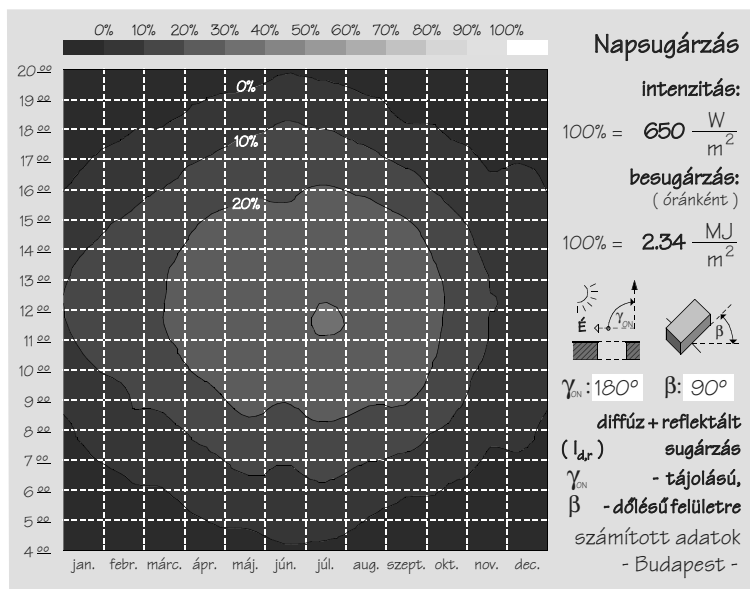 0% 10% 20% 30% 40% 50% 60% 70% 80% 90% 100%
20 00
19 00
18 00
17 00
16 00
15 00
14 00
13 00
12 00
11 00
10 00
9 00
8 00
7 00
6 00
5 00
4 00
0%
10%
20%
jan. febr. márc. ápr. máj. jún. júl. aug. szept. okt. nov. dec.
Napsugárzás
intenzitás:
100% = 650 W/m²
besugárzás:
( óránként )
100% = 2.34 MJ/m²
É γON β
γON : 180° β: 90°
diffúz + reflektált
( Id,r ) sugárzás
γON - tájolású,
β - dőlésű felületre
számított adatok
- Budapest -